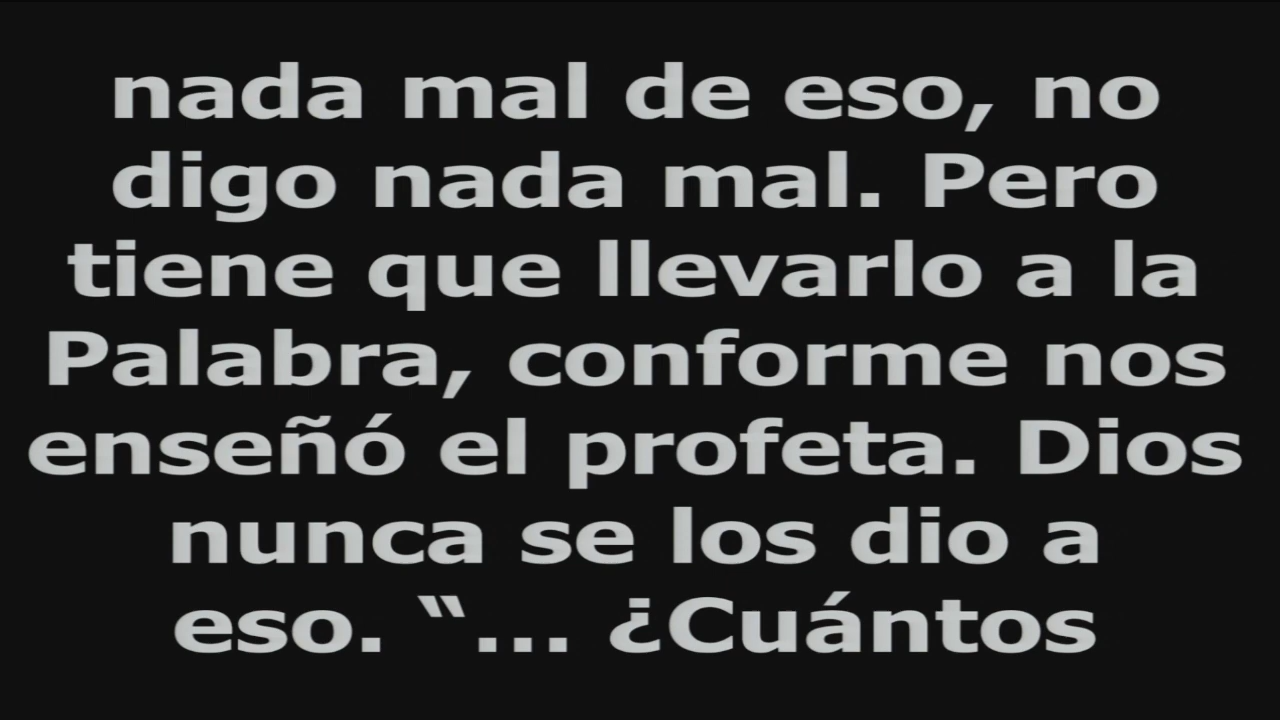 nada mal de eso, no
digo nada mal. Pero
tiene que llevarlo a la
Palabra, conforme nos
enseñó el profeta. Dios
nunca se los dio a
eso. “... ¿Cuántos